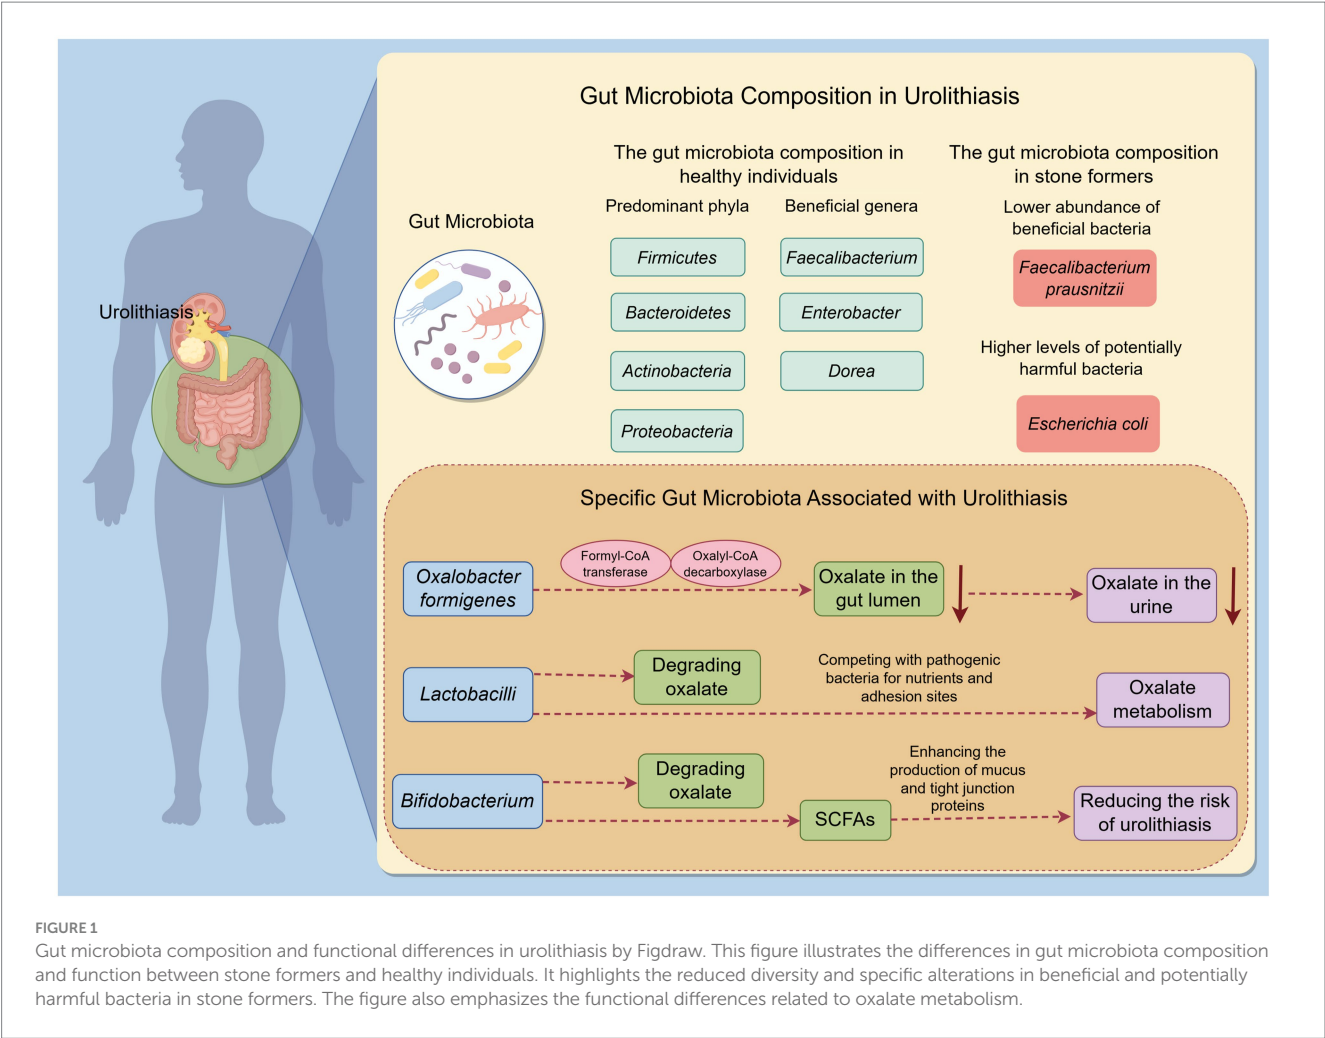 Gut Microbiota Composition in Urolithiasis
Urolithiasis
Gut Microbiota
The gut microbiota composition in
healthy individuals
Predominant phyla
Firmicutes
Bacteroidetes
Actinobacteria
Proteobacteria
Beneficial genera
Faecalibacterium
Enterobacter
Dorea
The gut microbiota composition
in stone formers
Lower abundance of
beneficial bacteria
Faecalibacterium
prausnitzii
Higher levels of potentially
harmful bacteria
Escherichia coli
Specific Gut Microbiota Associated with Urolithiasis
Oxalobacter
formigenes
Formyl-CoA
transferase
Oxalyl-CoA
decarboxylase
Oxalate in the
gut lumen
Oxalate in the
urine
Lactobacilli
Degrading
oxalate
Competing with pathogenic
bacteria for nutrients and
adhesion sites
Oxalate
metabolism
Bifidobacterium
Degrading
oxalate
SCFAs
Enhancing the
production of mucus
and tight junction
proteins
Reducing the risk
of urolithiasis
FIGURE 1
Gut microbiota composition and functional differences in urolithiasis by Figdraw. This figure illustrates the differences in gut microbiota composition
and function between stone formers and healthy individuals. It highlights the reduced diversity and specific alterations in beneficial and potentially
harmful bacteria in stone formers. The figure also emphasizes the functional differences related to oxalate metabolism.